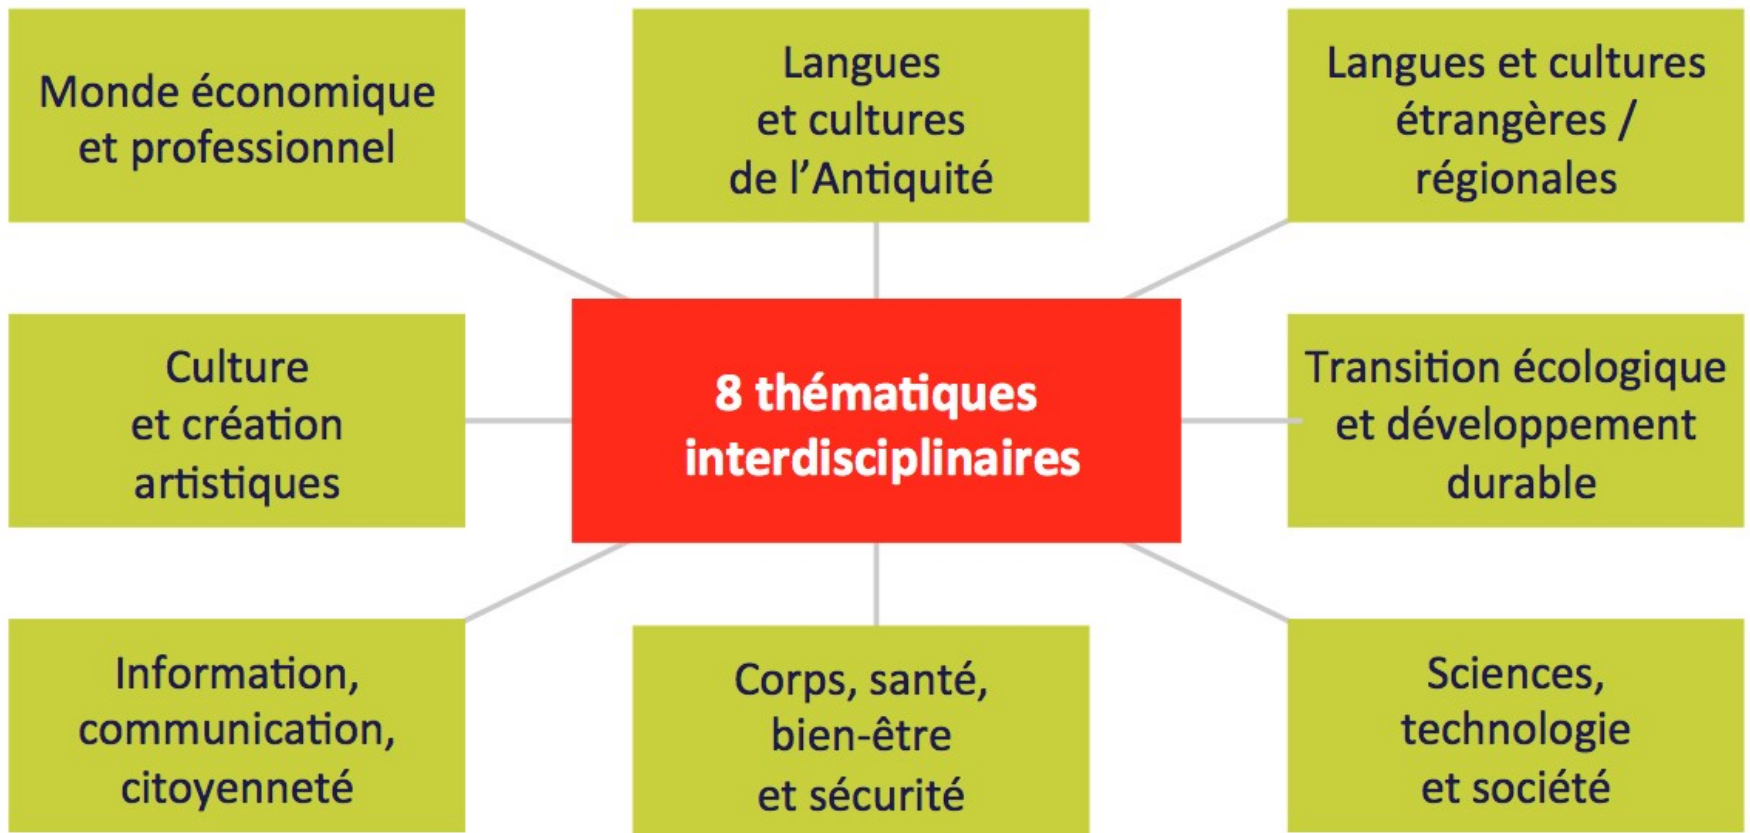 Monde économique
et professionnel
Langues
et cultures
de l’Antiquité
Langues et cultures
étrangères /
régionales
Culture
et création
artistiques
8 thématiques
interdisciplinaires
Transition écologique
et développement
durable
Information,
communication,
citoyenneté
Corps, santé,
bien-être
et sécurité
Sciences,
technologie
et société